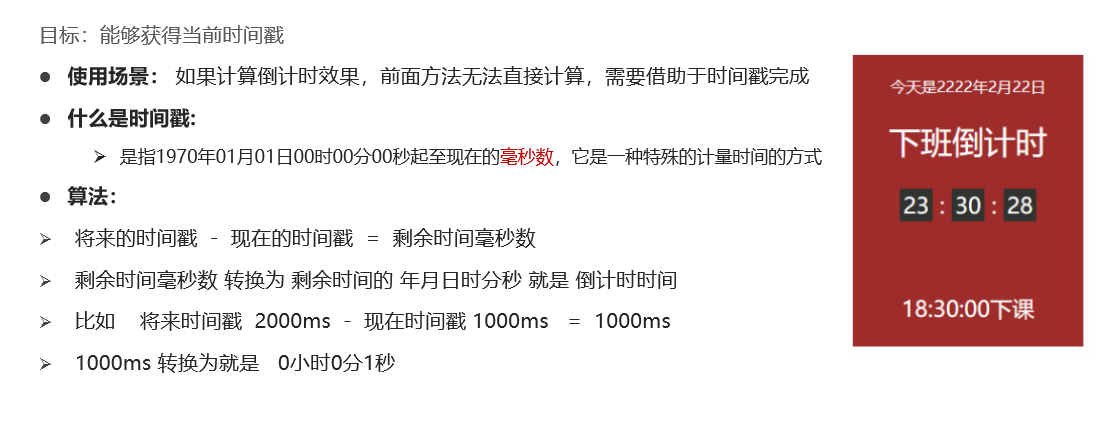 目标：能够获得当前时间戳
● 使用场景： 如果计算倒计时效果，前面方法无法直接计算，需要借助于时间戳完成
● 什么是时间戳:
➢ 是指1970年01月01日00时00分00秒起至现在的毫秒数，它是一种特殊的计量时间的方式
● 算法：
➢ 将来的时间戳 - 现在的时间戳 = 剩余时间毫秒数
➢ 剩余时间毫秒数 转换为 剩余时间的 年月日时分秒 就是 倒计时时间
➢ 比如 将来时间戳 2000ms - 现在时间戳 1000ms = 1000ms
➢ 1000ms 转换为就是 0小时0分1秒
今天是2222年2月22日
下班倒计时
23 : 30 : 28
18:30:00下课